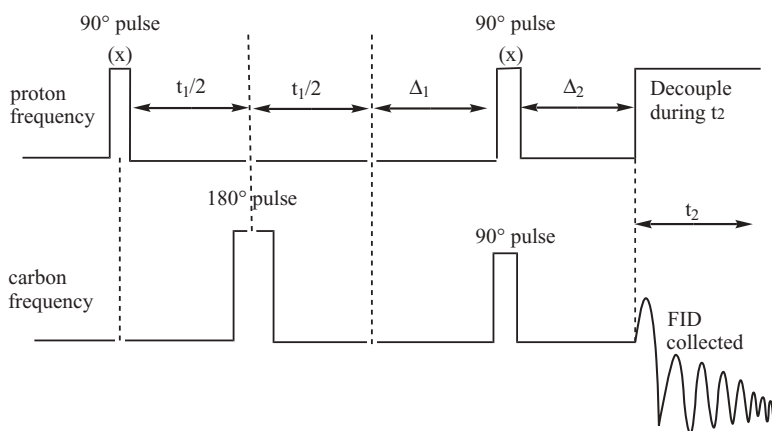 90° pulse
90° pulse
(x)
(x)
t₁/2
t₁/2
Δ₁
Δ₂
proton
frequency
Decouple
during t2
180° pulse
t₂
90° pulse
carbon
frequency
FID
collected